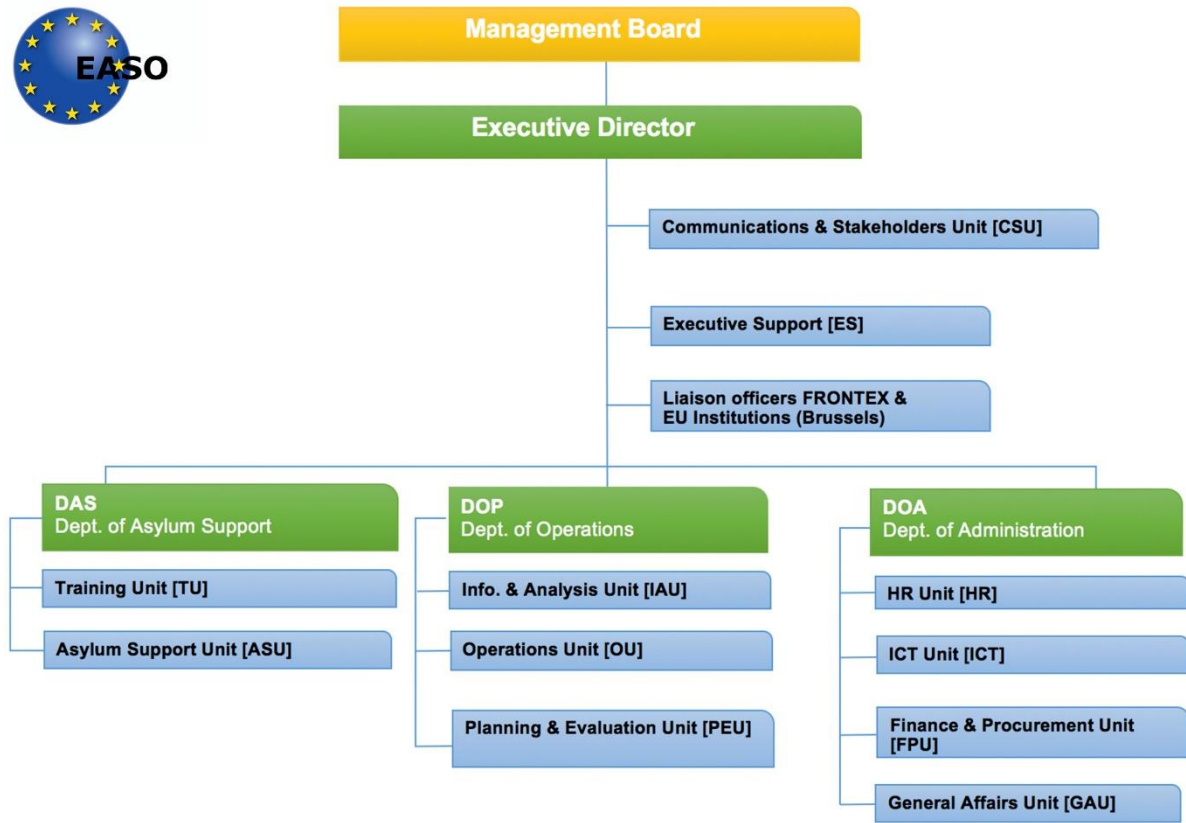 EASO
Management Board
Executive Director
Communications & Stakeholders Unit [CSU]
Executive Support [ES]
Liaison officers FRONTEX &
EU Institutions (Brussels)
DAS
Dept. of Asylum Support
Training Unit [TU]
Asylum Support Unit [ASU]
DOP
Dept. of Operations
Info. & Analysis Unit [IAU]
Operations Unit [OU]
Planning & Evaluation Unit [PEU]
DOA
Dept. of Administration
HR Unit [HR]
ICT Unit [ICT]
Finance & Procurement Unit
[FPU]
General Affairs Unit [GAU]